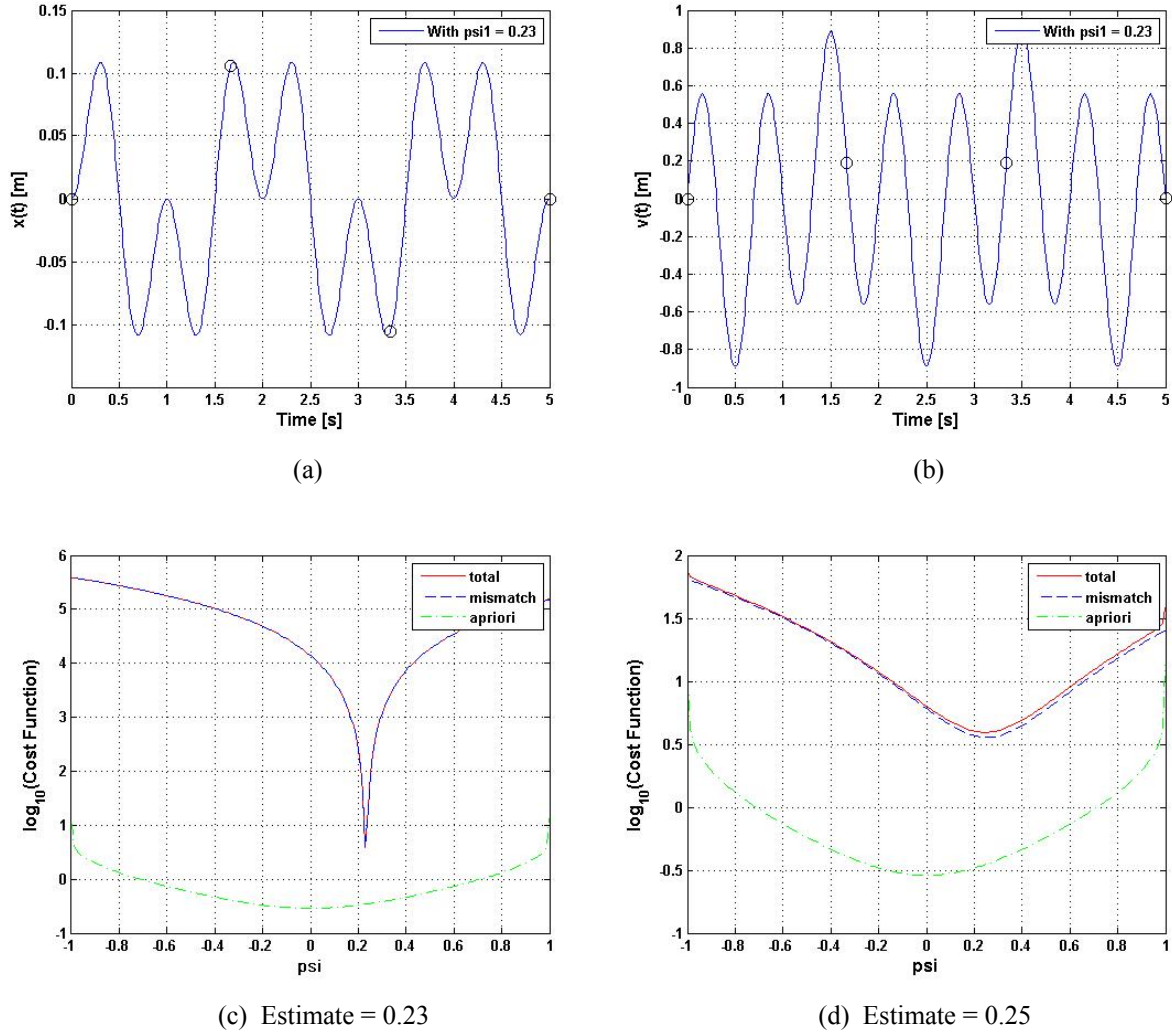 0.15
0.1
0.05
0
-0.05
-0.1
x(t) [m]
With psi1 = 0.23
0 0.5 1 1.5 2 2.5 3 3.5 4 4.5 5
Time [s]
(a)
1
0.8
0.6
0.4
0.2
0
-0.2
-0.4
-0.6
-0.8
-1
v(t) [m]
With psi1 = 0.23
0 0.5 1 1.5 2 2.5 3 3.5 4 4.5 5
Time [s]
(b)
6
5
4
3
2
1
0
-1
log10(Cost Function)
total
mismatch
apriori
-1 -0.8 -0.6 -0.4 -0.2 0 0.2 0.4 0.6 0.8 1
psi
(c) Estimate = 0.23
2
1.5
1
0.5
0
-0.5
-1
log10(Cost Function)
total
mismatch
apriori
-1 -0.8 -0.6 -0.4 -0.2 0 0.2 0.4 0.6 0.8 1
psi
(d) Estimate = 0.25